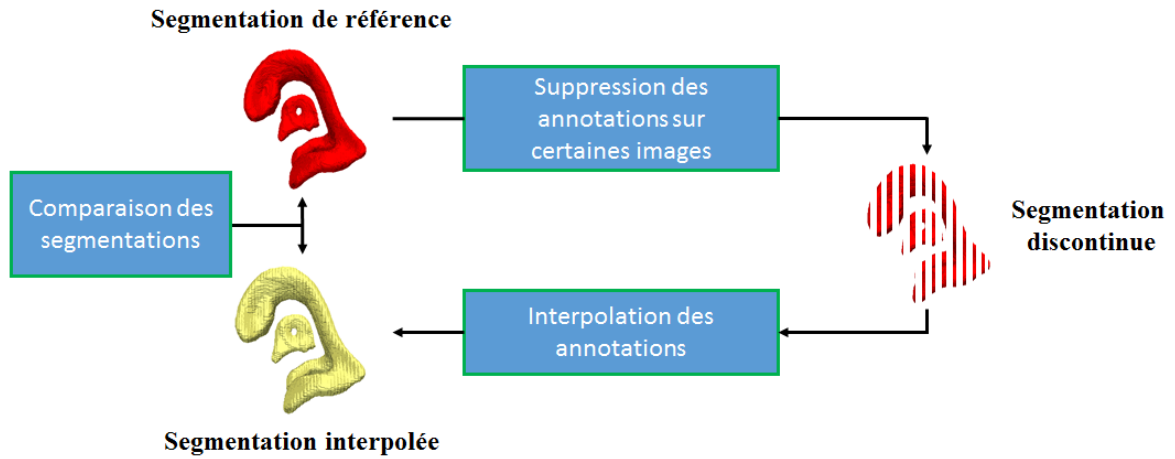 Segmentation de référence
Suppression des
annotations sur
certaines images
Comparaison des
segmentations
Segmentation
discontinue
Interpolation des
annotations
Segmentation interpolée